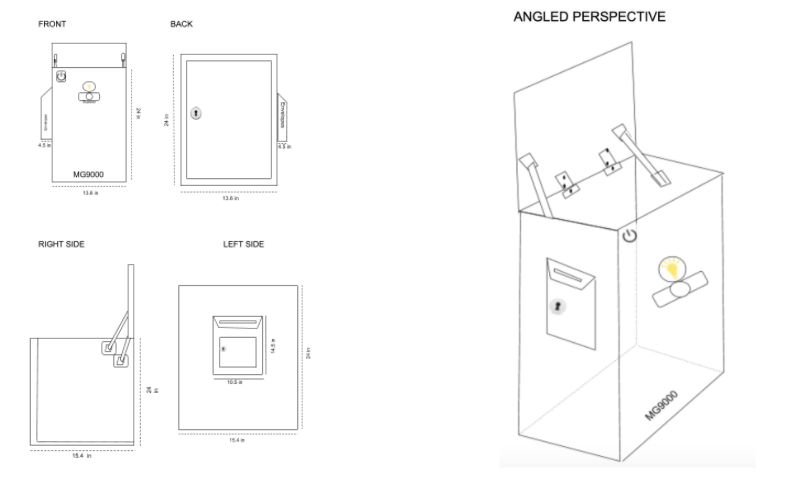 FRONT
BACK
ANGLED PERSPECTIVE
Envelopes
24 in
4.5 in
MG9000
13.6 in
24 in
Envelopes
4.5 in
13.6 in
RIGHT SIDE
LEFT SIDE
24 in
15.4 in
14.5 in
10.5 in
24 in
15.4 in
MG9000